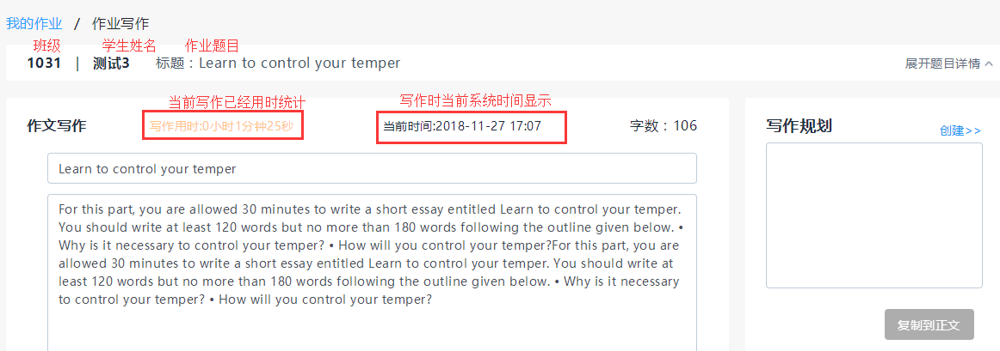 我的作业 / 作业写作
班级 学生姓名 作业题目
1031 | 测试3 标题：Learn to control your temper 展开题目详情
当前写作已经用时统计 写作时当前系统时间显示
作文写作 写作用时:0小时1分钟25秒 当前时间:2018-11-27 17:07 字数：106 写作规划
创建>>
Learn to control your temper
For this part, you are allowed 30 minutes to write a short essay entitled Learn to control your temper.
You should write at least 120 words but no more than 180 words following the outline given below. •
Why is it necessary to control your temper? • How will you control your temper?For this part, you are
allowed 30 minutes to write a short essay entitled Learn to control your temper. You should write at
least 120 words but no more than 180 words following the outline given below. • Why is it necessary
to control your temper? • How will you control your temper?
复制到正文